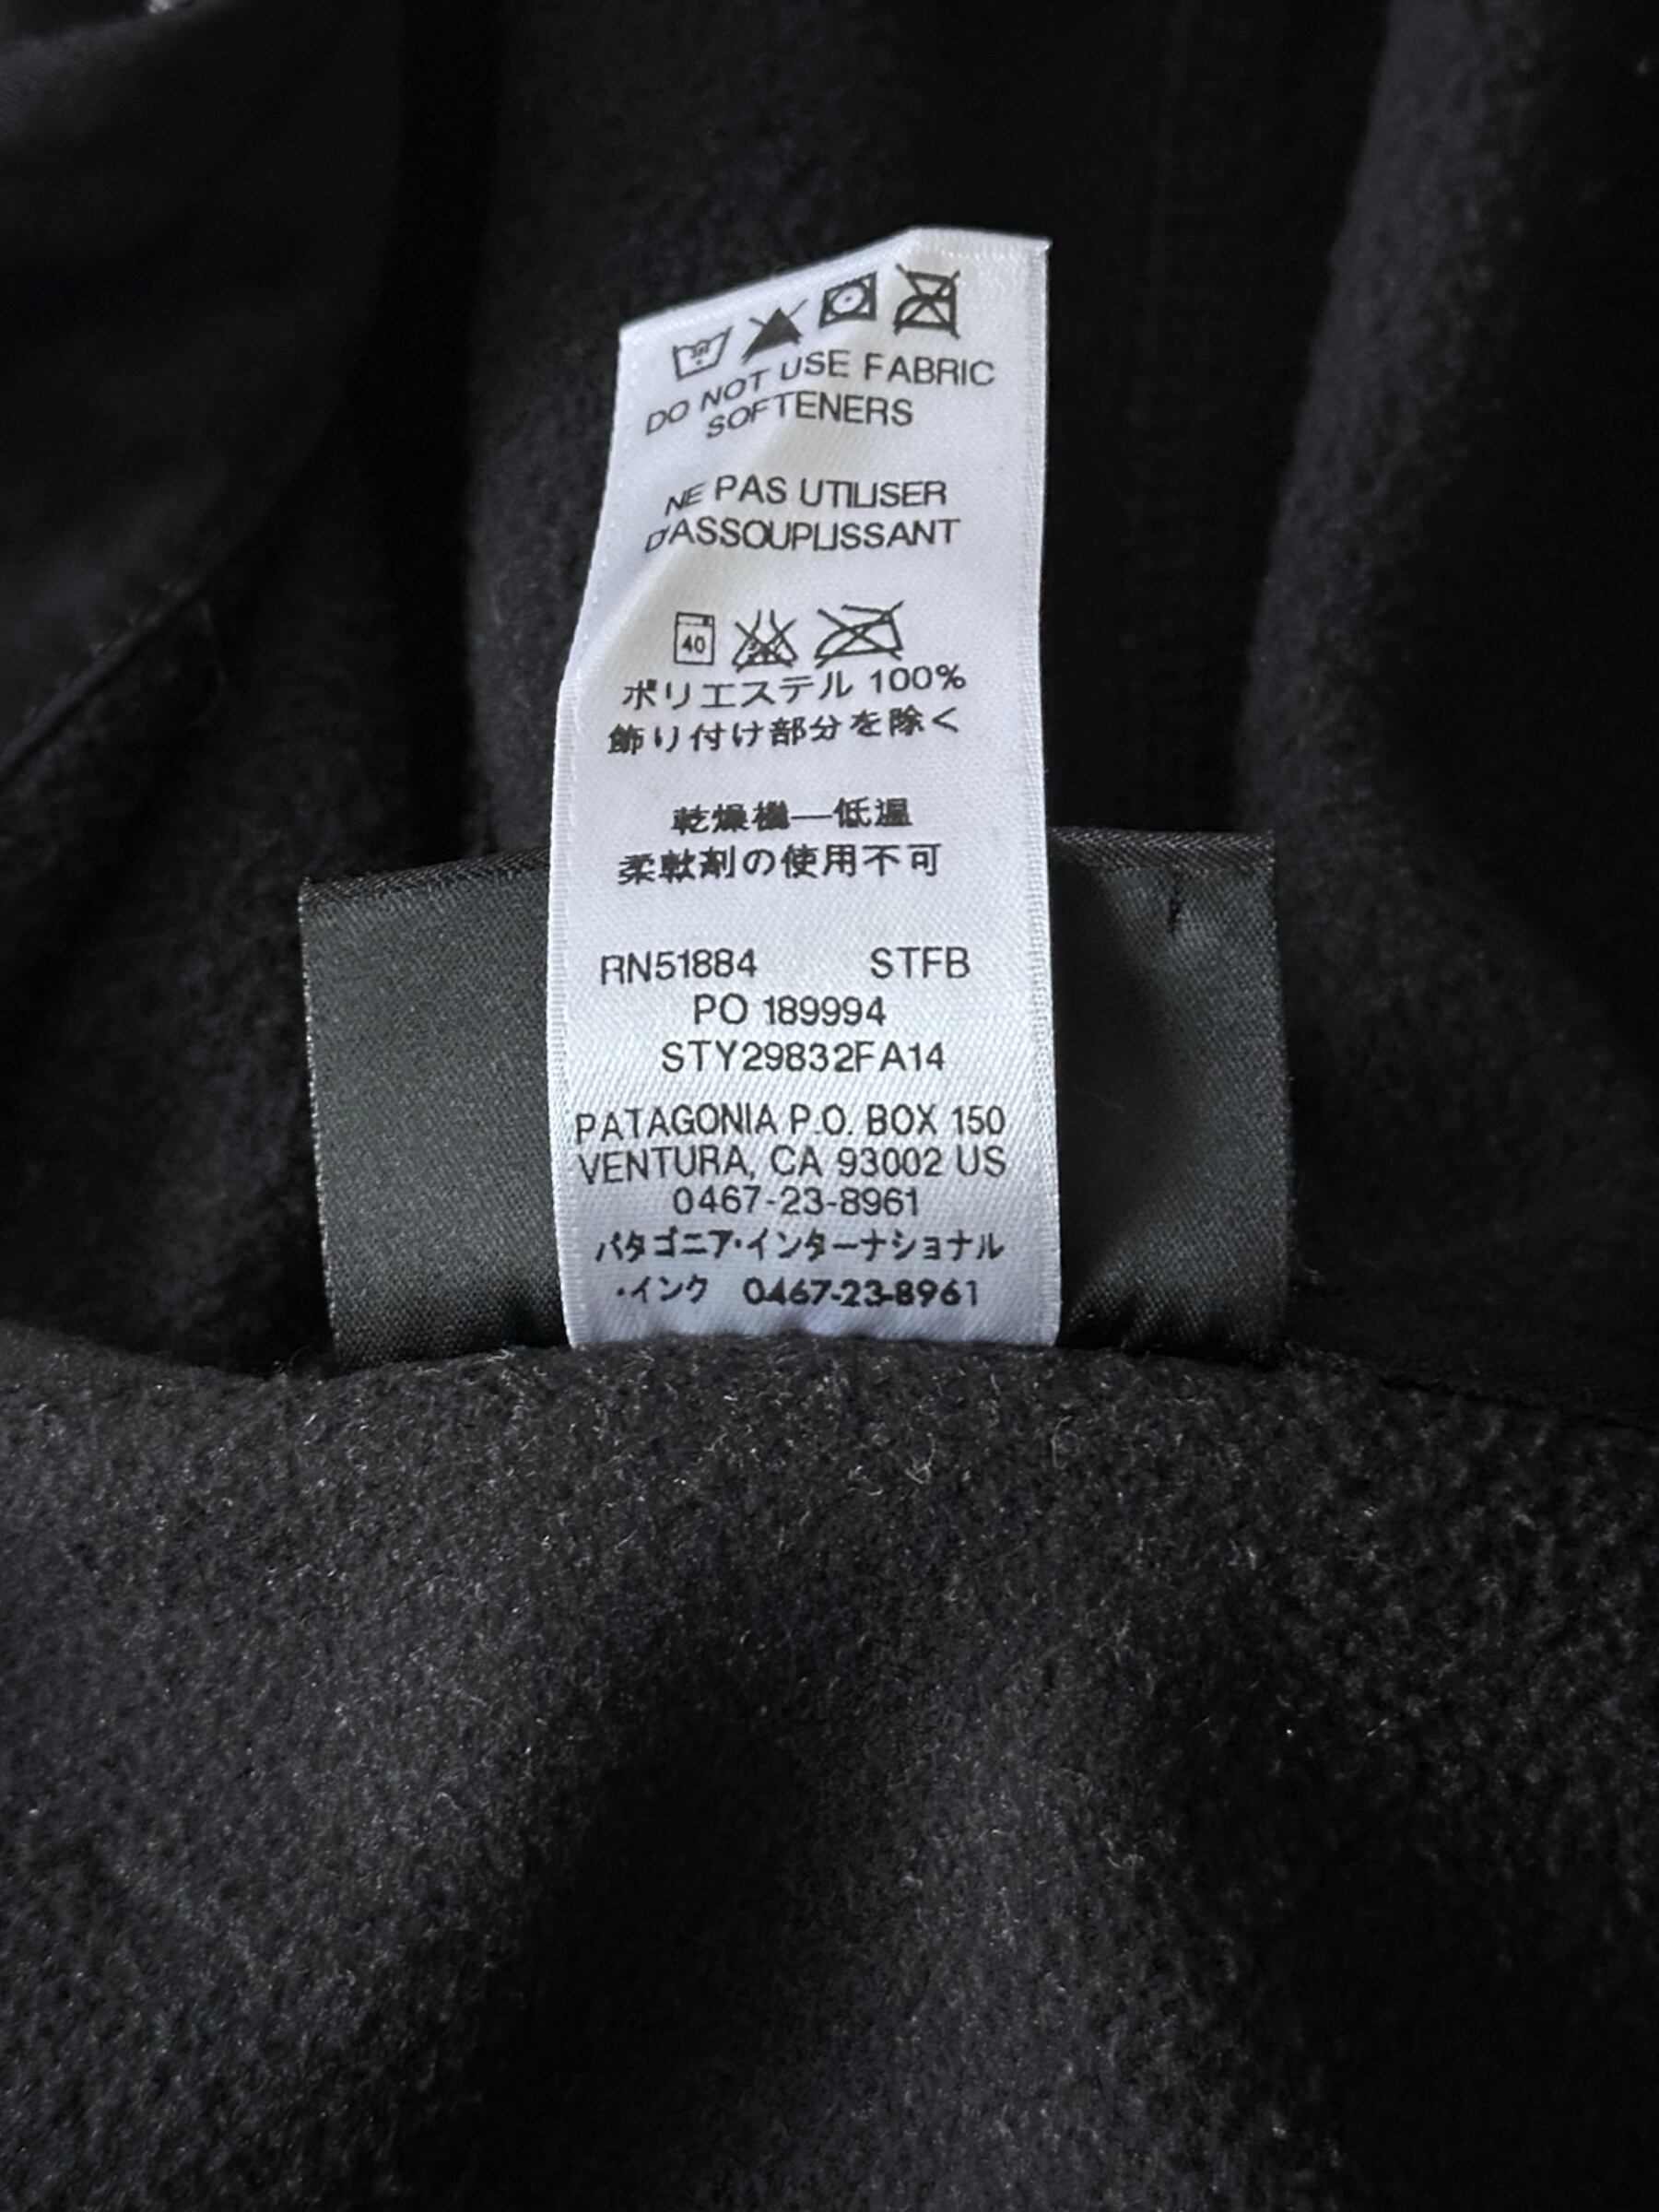 DO NOT USE FABRIC
SOFTENERS
NE PAS UTILISER
D'ASSOUPLISSANT
40
ポリエステル 100%
飾り付け部分を除く
乾燥機—低温
柔軟剤の使用不可
RN51884 STFB
PO 189994
STY29832FA14
PATAGONIA P.O. BOX 150
VENTURA, CA 93002 US
0467-23-8961
パタゴニア・インターナショナル
・インク 0467-23-8961